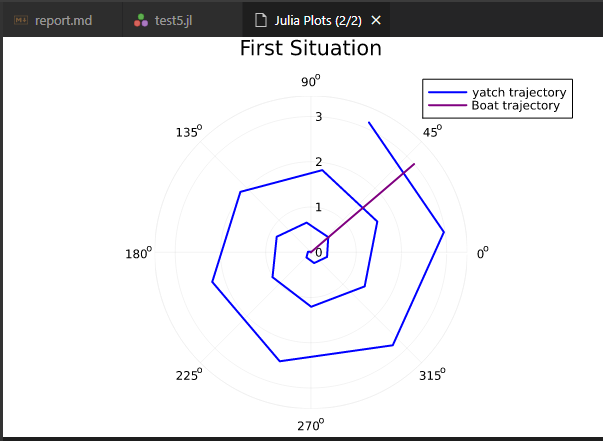 report.md test5.jl Julia Plots (2/2) ×
First Situation
90°
yatch trajectory
Boat trajectory
135° 3 45°
2
1
180° 0 0°
225° 315°
270°